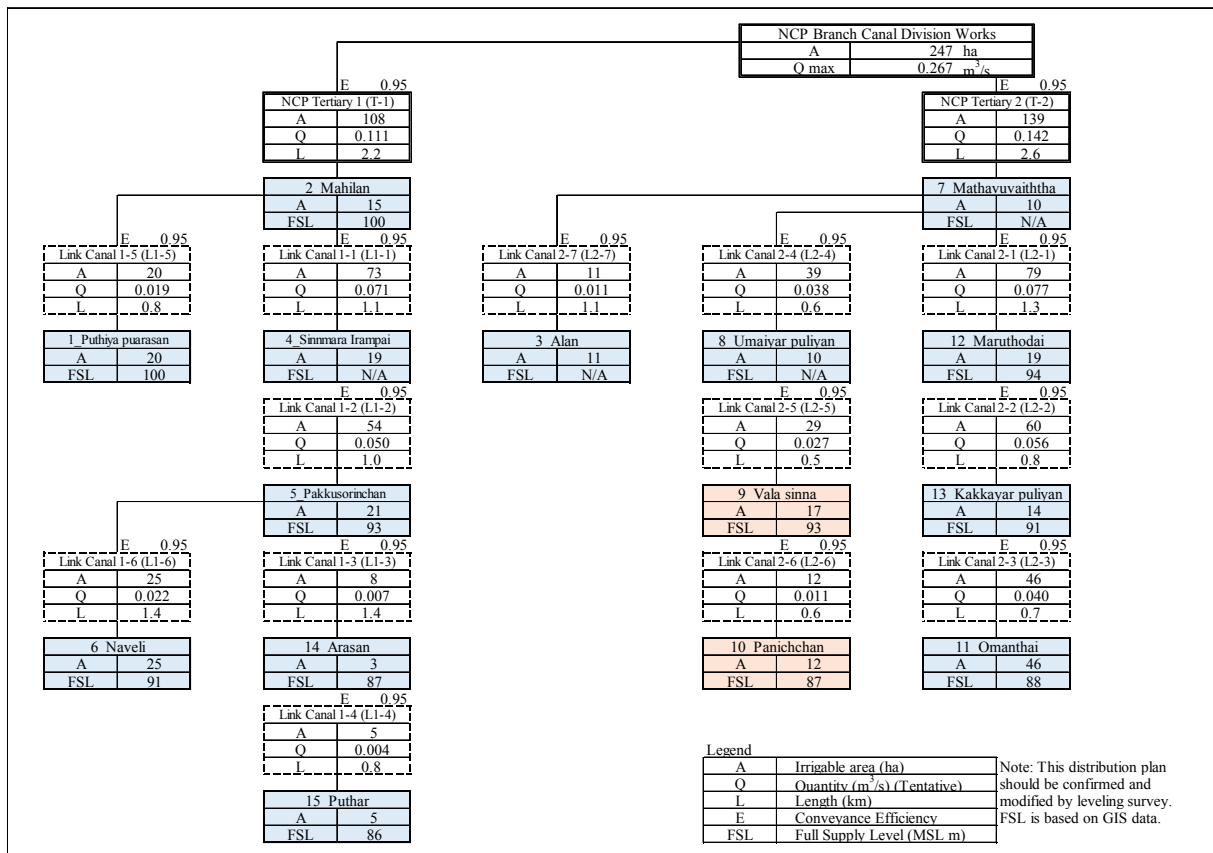 NCP Branch Canal Division Works
A 247 ha
Q max 0.267 m³/s
E 0.95
E 0.95
NCP Tertiary 1 (T-1)
A 108
Q 0.111
L 2.2
NCP Tertiary 2 (T-2)
A 139
Q 0.142
L 2.6
2 Mahilan
A 15
FSL 100
7 Mathavuvaiththa
A 10
FSL N/A
E 0.95
E 0.95
E 0.95
E 0.95
E 0.95
Link Canal 1-5 (L1-5)
A 20
Q 0.019
L 0.8
Link Canal 1-1 (L1-1)
A 73
Q 0.071
L 1.1
Link Canal 2-7 (L2-7)
A 11
Q 0.011
L 1.1
Link Canal 2-4 (L2-4)
A 39
Q 0.038
L 0.6
Link Canal 2-1 (L2-1)
A 79
Q 0.077
L 1.3
1_Puthiya puarasan
A 20
FSL 100
4_Sinnmara Irampai
A 19
FSL N/A
3 Alan
A 11
FSL N/A
8 Umaiyar puliyan
A 10
FSL N/A
12 Maruthodai
A 19
FSL 94
E 0.95
E 0.95
E 0.95
Link Canal 1-2 (L1-2)
A 54
Q 0.050
L 1.0
Link Canal 2-5 (L2-5)
A 29
Q 0.027
L 0.5
Link Canal 2-2 (L2-2)
A 60
Q 0.056
L 0.8
5_Pakkusorinchan
A 21
FSL 93
9 Vala sinna
A 17
FSL 93
13 Kakkayar puliyan
A 14
FSL 91
E 0.95
E 0.95
E 0.95
E 0.95
Link Canal 1-6 (L1-6)
A 25
Q 0.022
L 1.4
Link Canal 1-3 (L1-3)
A 8
Q 0.007
L 1.4
Link Canal 2-6 (L2-6)
A 12
Q 0.011
L 0.6
Link Canal 2-3 (L2-3)
A 46
Q 0.040
L 0.7
6 Naveli
A 25
FSL 91
14 Arasan
A 3
FSL 87
10 Panichchan
A 12
FSL 87
11 Omanthai
A 46
FSL 88
E 0.95
Link Canal 1-4 (L1-4)
A 5
Q 0.004
L 0.8
15 Puthar
A 5
FSL 86
Legend
A Irrigable area (ha)
Q Quantity (m³/s) (Tentative)
L Length (km)
E Conveyance Efficiency
FSL Full Supply Level (MSL m)
Note: This distribution plan
should be confirmed and
modified by leveling survey.
FSL is based on GIS data.